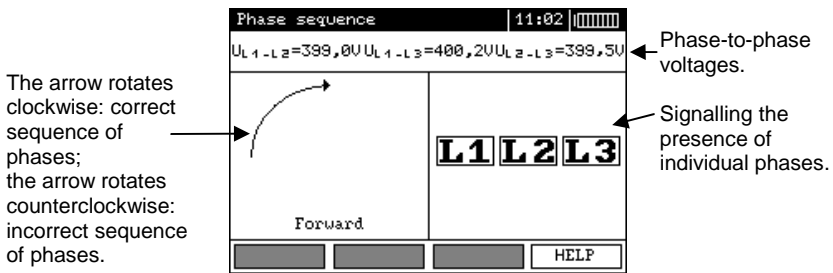 Phase sequence 11:02
UL1-L2=399,0V UL1-L3=400,2V UL2-L3=399,5V
Phase-to-phase
voltages.
The arrow rotates
clockwise: correct
sequence of
phases;
the arrow rotates
counterclockwise:
incorrect sequence
of phases.
Signalling the
presence of
individual phases.
L1 L2 L3
Forward
HELP